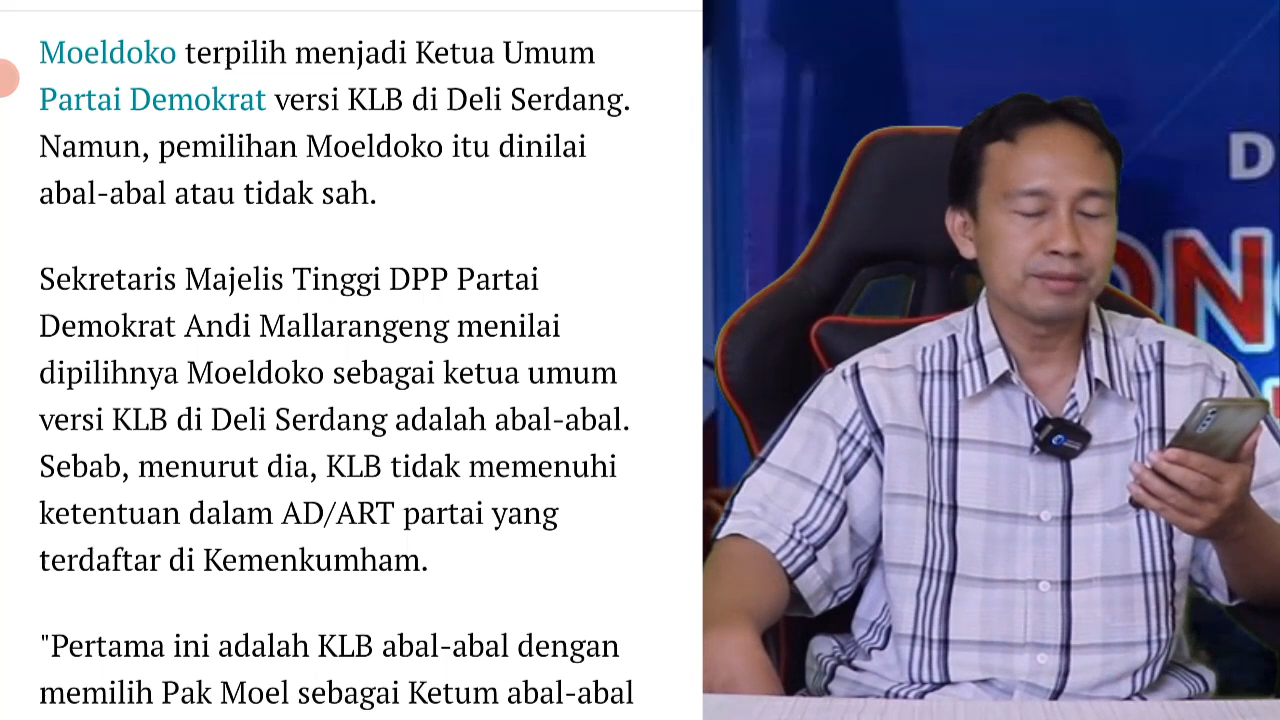 Moeldoko terpilih menjadi Ketua Umum
Partai Demokrat versi KLB di Deli Serdang.
Namun, pemilihan Moeldoko itu dinilai
abal-abal atau tidak sah.
Sekretaris Majelis Tinggi DPP Partai
Demokrat Andi Mallarangeng menilai
dipilihnya Moeldoko sebagai ketua umum
versi KLB di Deli Serdang adalah abal-abal.
Sebab, menurut dia, KLB tidak memenuhi
ketentuan dalam AD/ART partai yang
terdaftar di Kemenkumham.
"Pertama ini adalah KLB abal-abal dengan
memilih Pak Moel sebagai Ketum abal-abal